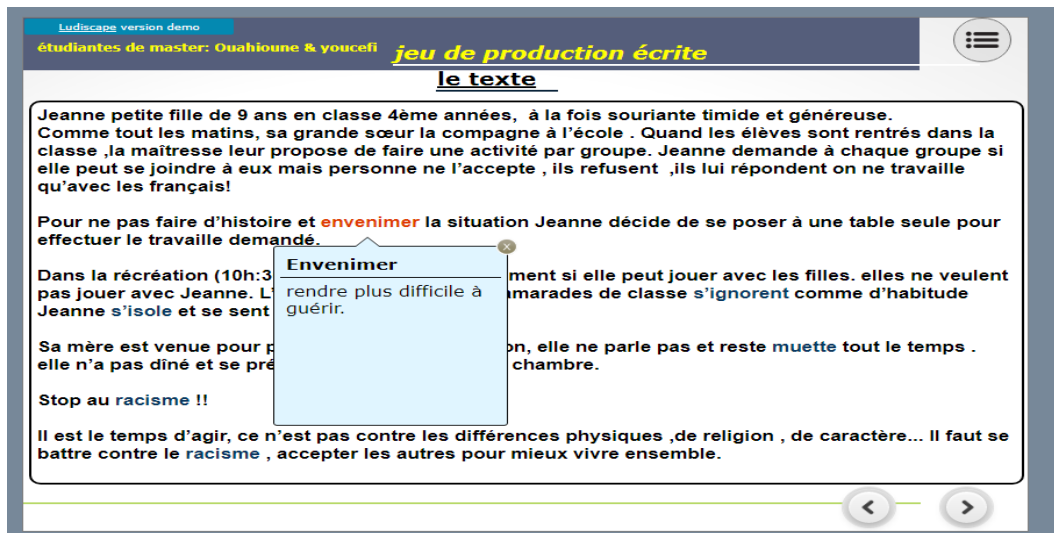 Ludiscape version demo
étudiantes de master: Ouahioune & youcefi
jeu de production écrite
le texte
Jeanne petite fille de 9 ans en classe 4ème années, à la fois souriante timide et généreuse.
Comme tout les matins, sa grande sœur la compagne à l'école . Quand les élèves sont rentrés dans la
classe ,la maîtresse leur propose de faire une activité par groupe. Jeanne demande à chaque groupe si
elle peut se joindre à eux mais personne ne l'accepte , ils refusent ,ils lui répondent on ne travaille
qu'avec les français!
Pour ne pas faire d'histoire et envenimer la situation Jeanne décide de se poser à une table seule pour
effectuer le travaille demandé.
Dans la récréation (10h:3 ment si elle peut jouer avec les filles. elles ne veulent
pas jouer avec Jeanne. L' marades de classe s'ignorent comme d'habitude
Jeanne s'isole et se sent
Sa mère est venue pour on, elle ne parle pas et reste muette tout le temps .
elle n'a pas dîné et se pré chambre.
Envenimer
rendre plus difficile à
guérir.
Stop au racisme !!
Il est le temps d'agir, ce n'est pas contre les différences physiques ,de religion , de caractère... Il faut se
battre contre le racisme , accepter les autres pour mieux vivre ensemble.